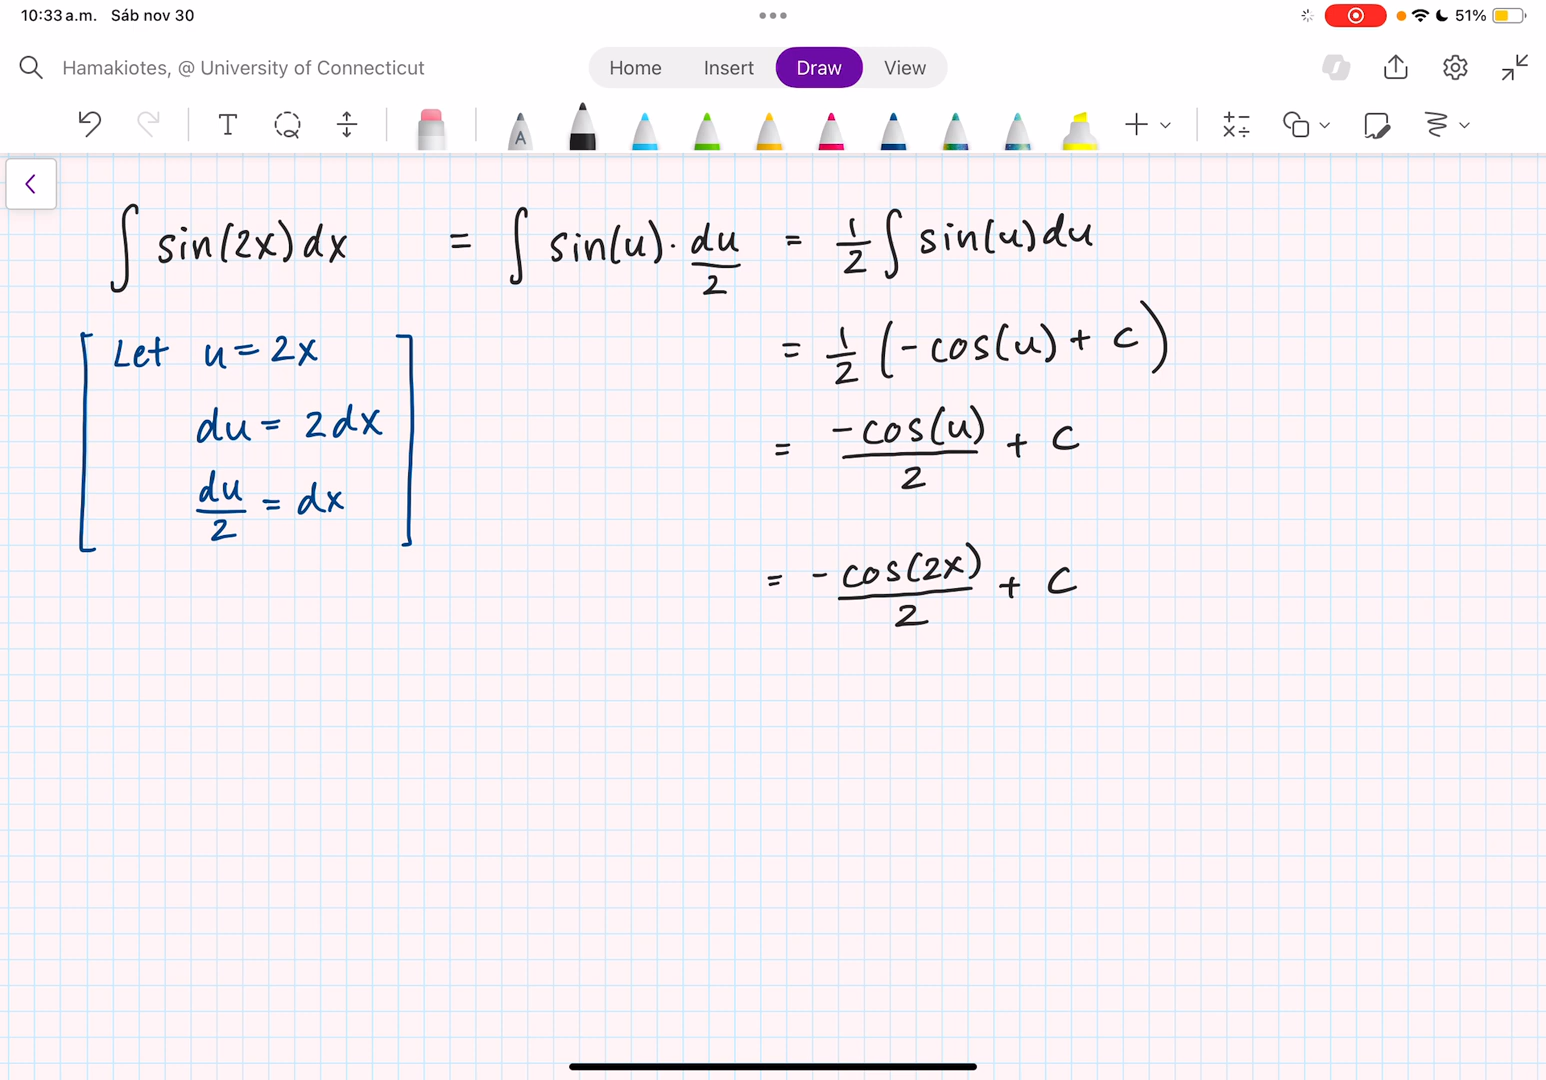 10:33 a.m. Sáb nov 30
51%
Hamakiotes, @ University of Connecticut
Home Insert Draw View
T A
∫ sin(2x) dx = ∫ sin(u) · du/2 = 1/2 ∫ sin(u) du
Let u = 2x
= 1/2 (-cos(u) + C)
du = 2dx
= -cos(u)/2 + C
du/2 = dx
= -cos(2x)/2 + C